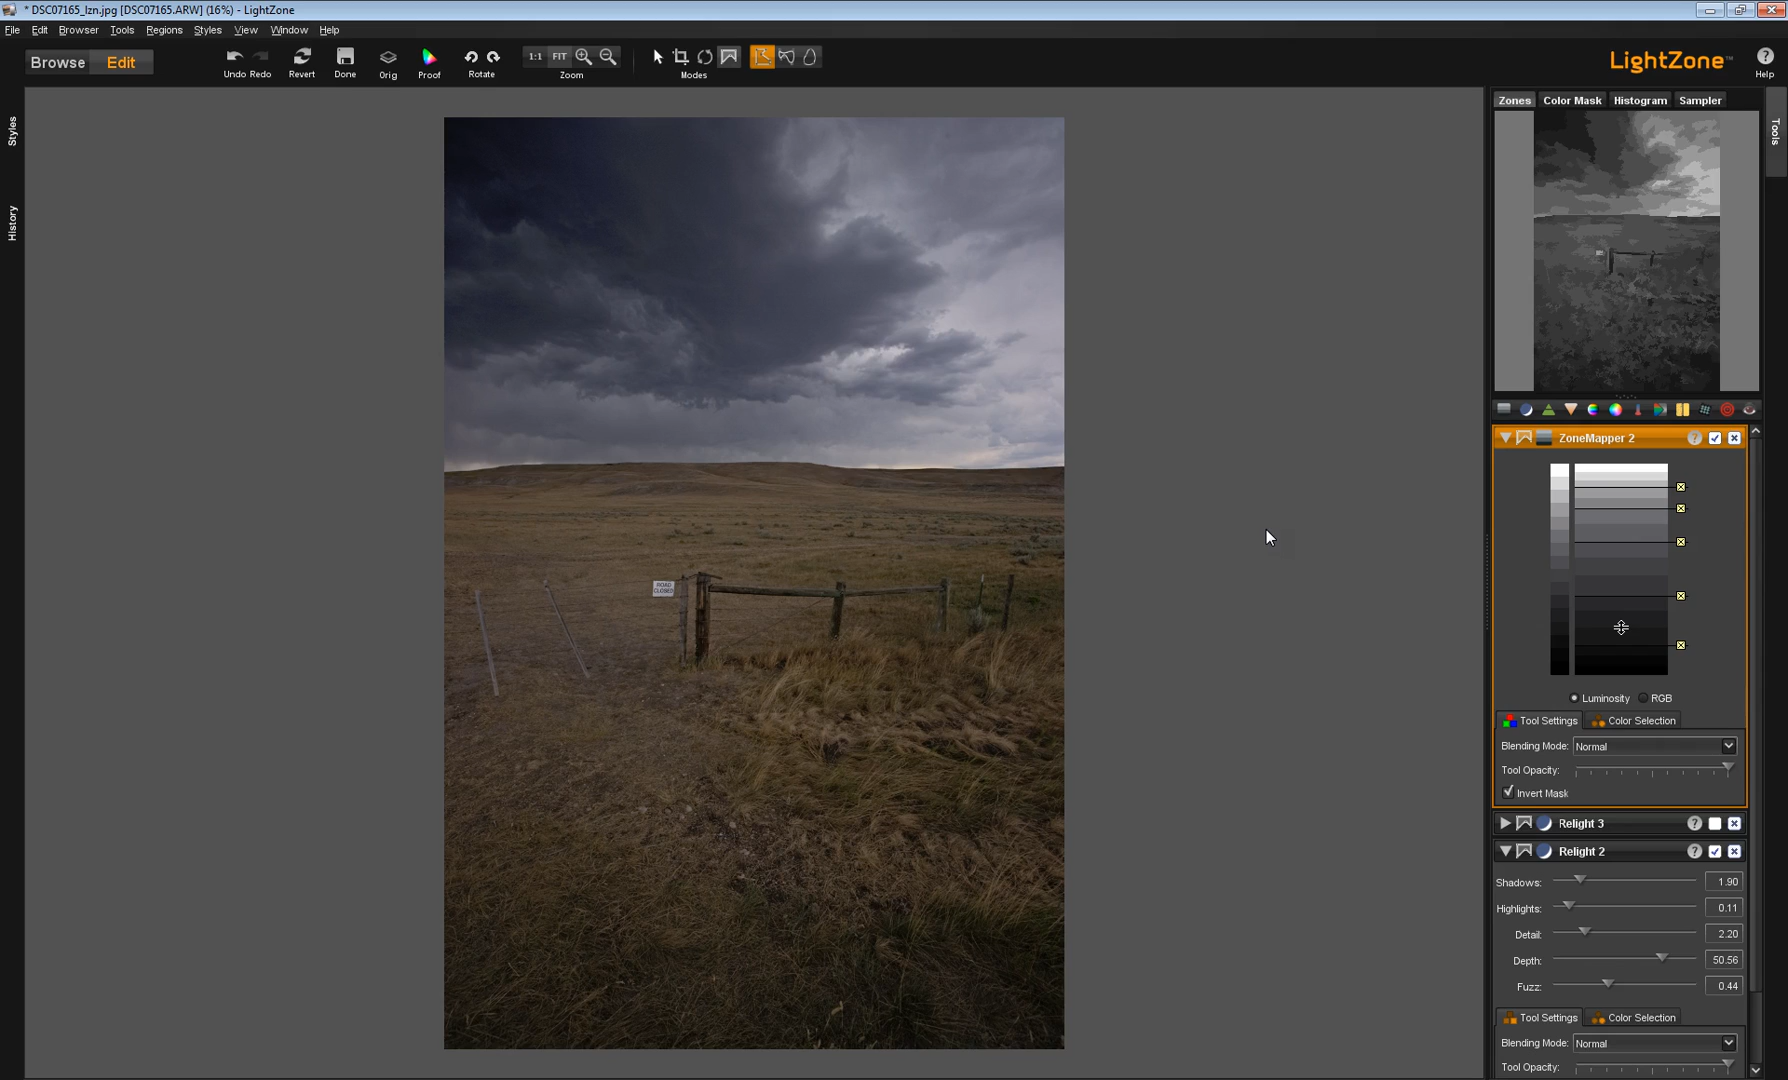 * DSC07165_lzn.jpg [DSC07165.ARW] (16%) - LightZone
File Edit Browser Tools Regions Styles View Window Help
Browse Edit
Undo Redo Revert Done Orig Proof Rotate
1:1 FIT
Zoom
Modes
LightZone™
Help
Styles
History
Zones Color Mask Histogram Sampler
Tools
ZoneMapper 2
Luminosity RGB
Tool Settings Color Selection
Blending Mode: Normal
Tool Opacity:
Invert Mask
Relight 3
Relight 2
Shadows: 1.90
Highlights: 0.11
Detail: 2.20
Depth: 50.56
Fuzz: 0.44
Tool Settings Color Selection
Blending Mode: Normal
Tool Opacity:
ROAD
CLOSED